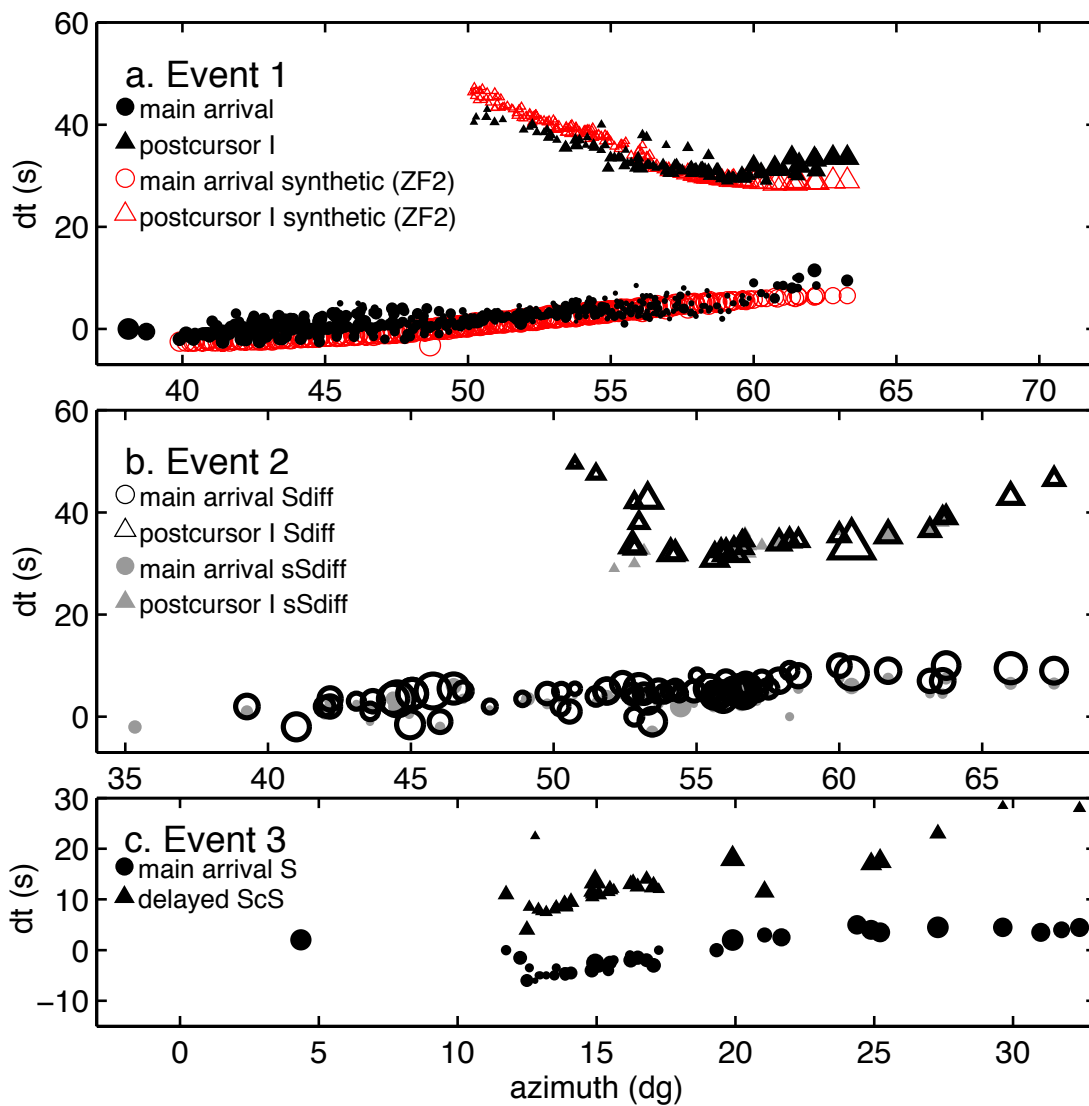 60
40
20
0
dt (s)
a. Event 1
main arrival
postcursor I
main arrival synthetic (ZF2)
postcursor I synthetic (ZF2)
40 45 50 55 60 65 70
60
40
20
0
dt (s)
b. Event 2
main arrival Sdiff
postcursor I Sdiff
main arrival sSdiff
postcursor I sSdiff
35 40 45 50 55 60 65
30
20
10
0
−10
dt (s)
c. Event 3
main arrival S
delayed ScS
0 5 10 15 20 25 30
azimuth (dg)